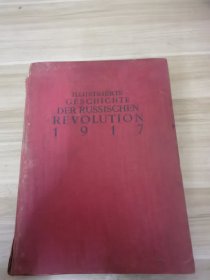 ILLUSTRIERTE
GESCHICHTE
DER RUSSISCHEN
REVOLUTION
1917